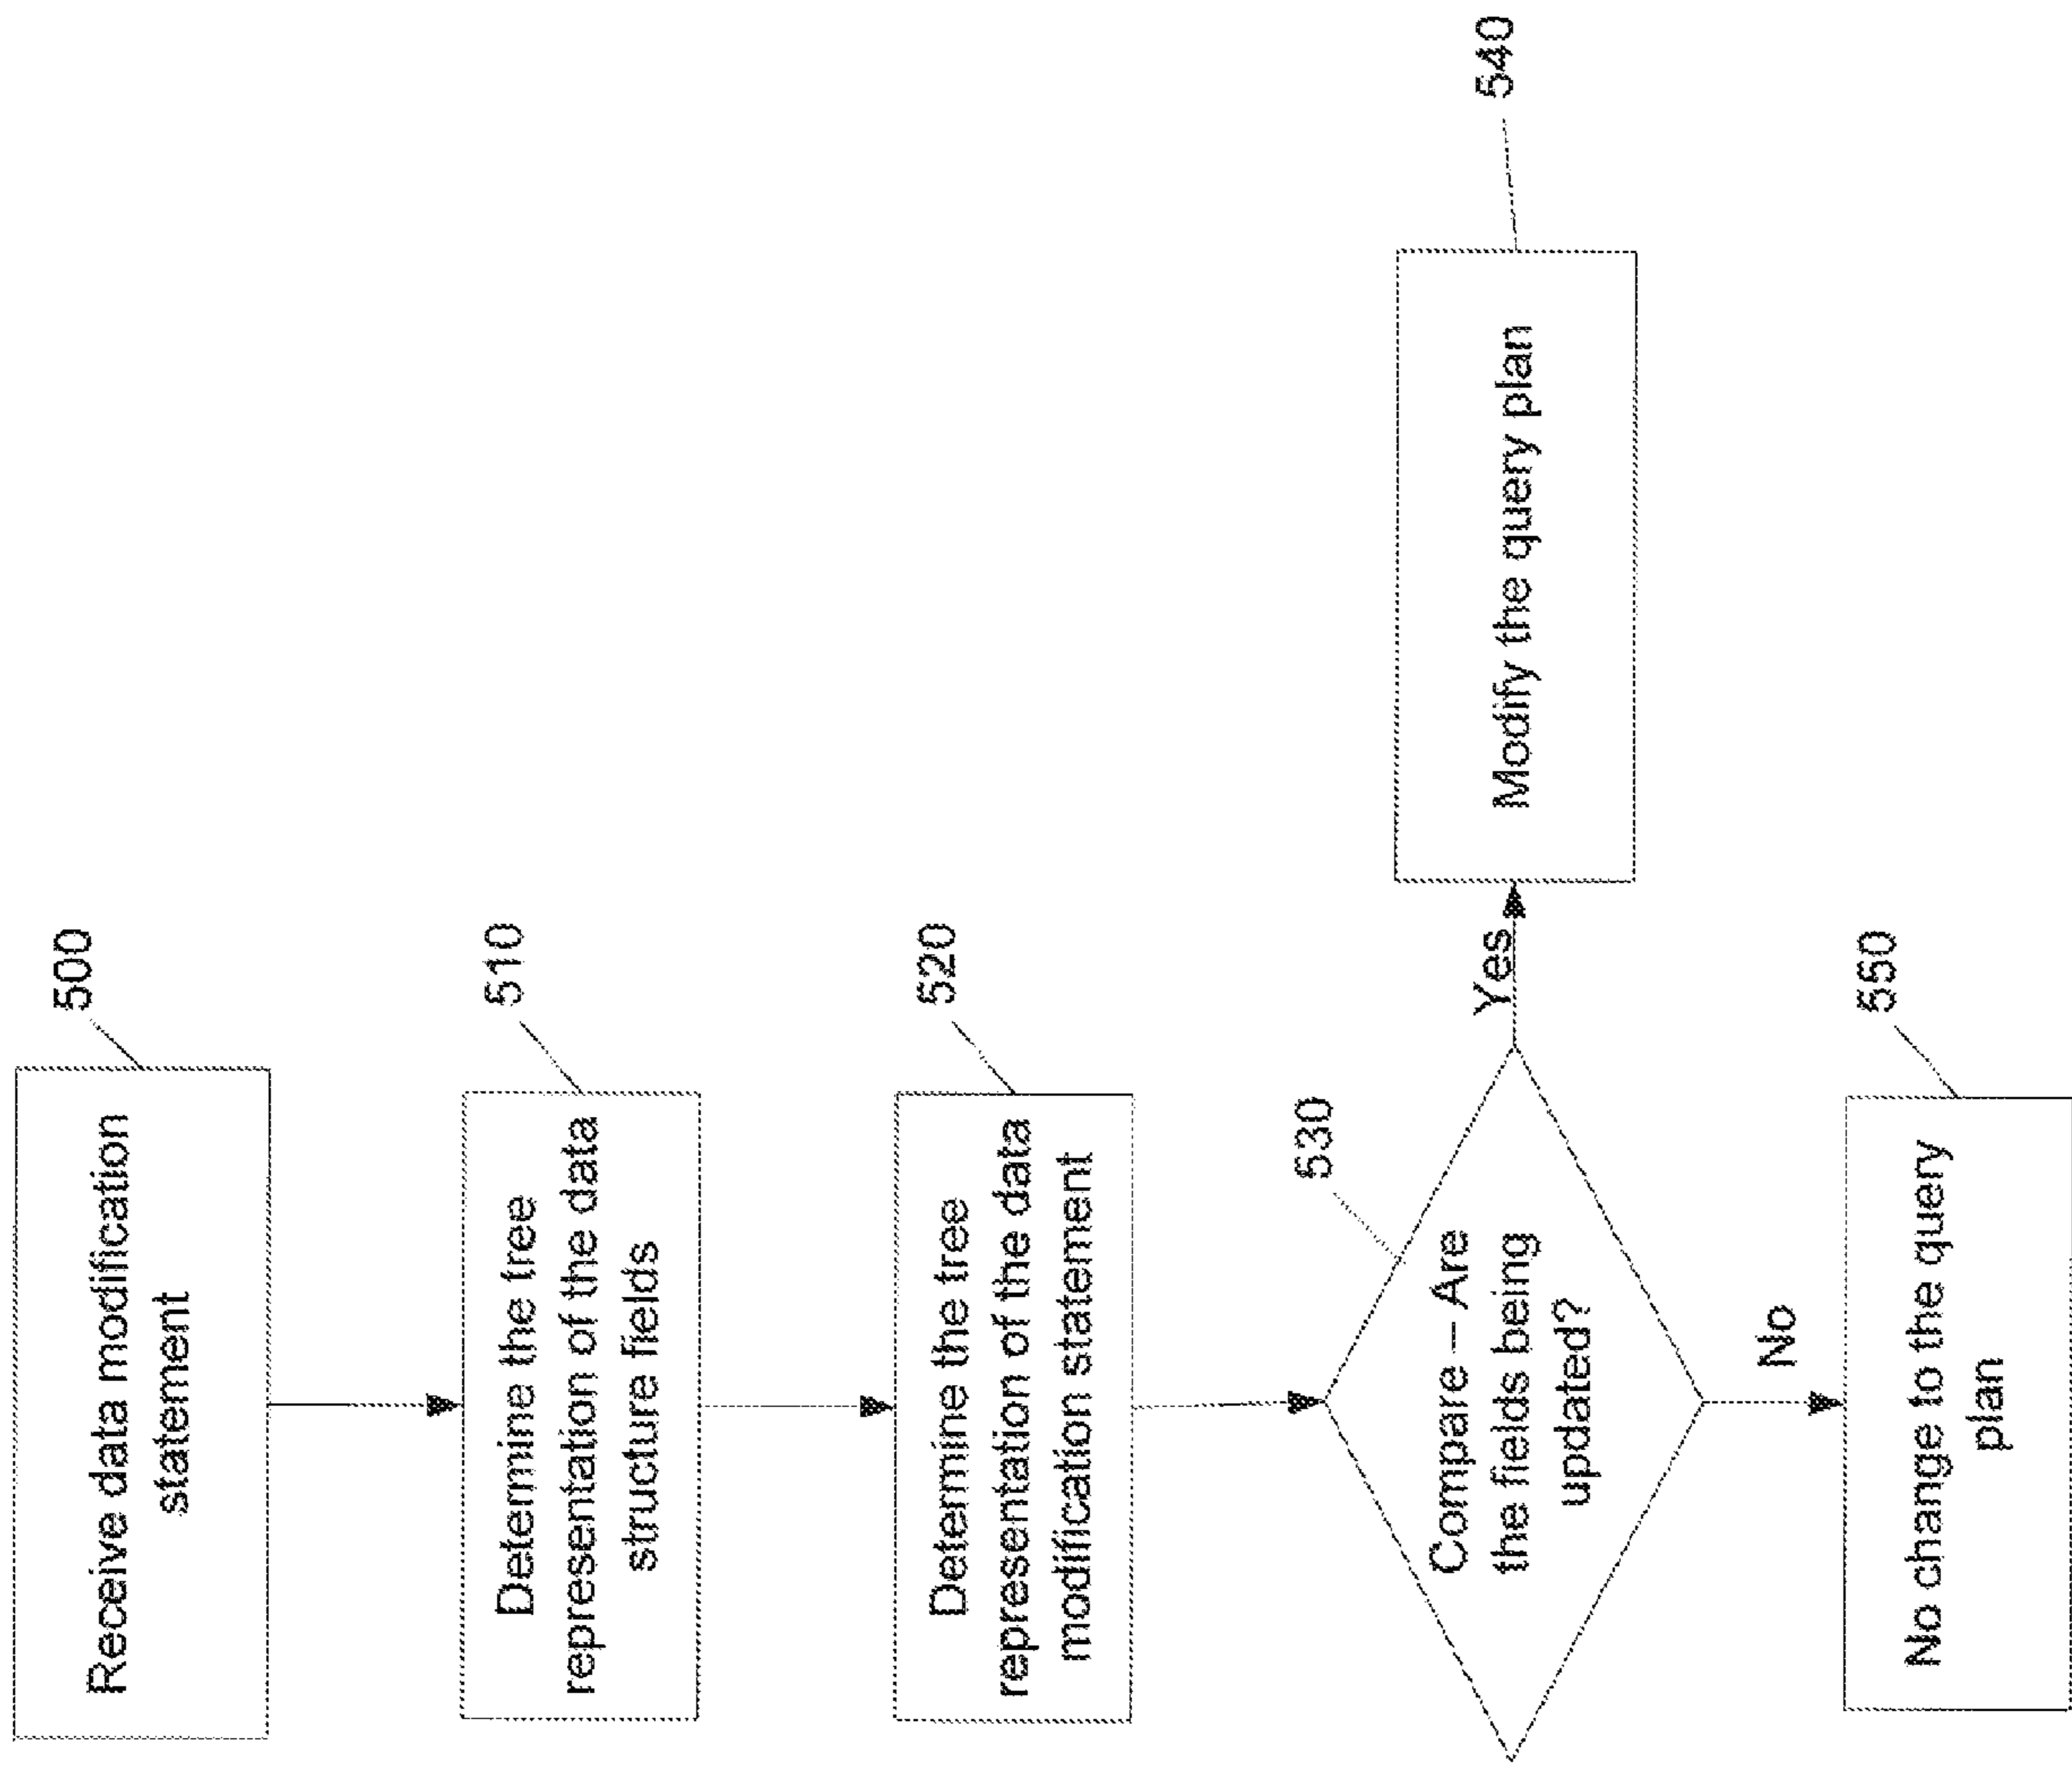 500
Receive data modification
statement
510
Determine the tree
representation of the data
structure fields
520
Determine the tree
representation of the data
modification statement
530
Compare – Are
the fields being
updated?
Yes
540
Modify the query plan
No
550
No change to the query
plan